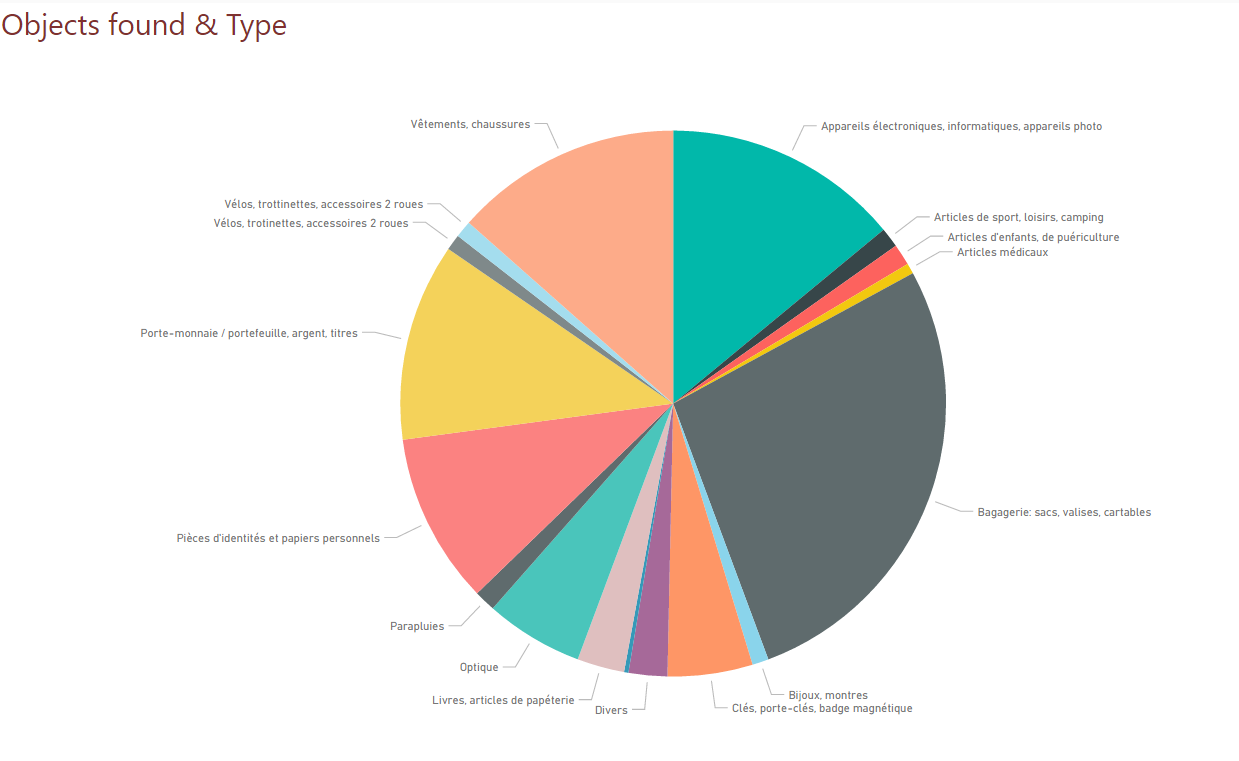 Objects found & Type
Vêtements, chaussures
Appareils électroniques, informatiques, appareils photo
Vélos, trottinettes, accessoires 2 roues
Articles de sport, loisirs, camping
Vélos, trotinettes, accessoires 2 roues
Articles d'enfants, de puériculture
Articles médicaux
Porte-monnaie / portefeuille, argent, titres
Bagagerie: sacs, valises, cartables
Pièces d'identités et papiers personnels
Parapluies
Optique
Livres, articles de papéterie
Bijoux, montres
Divers
Clés, porte-clés, badge magnétique